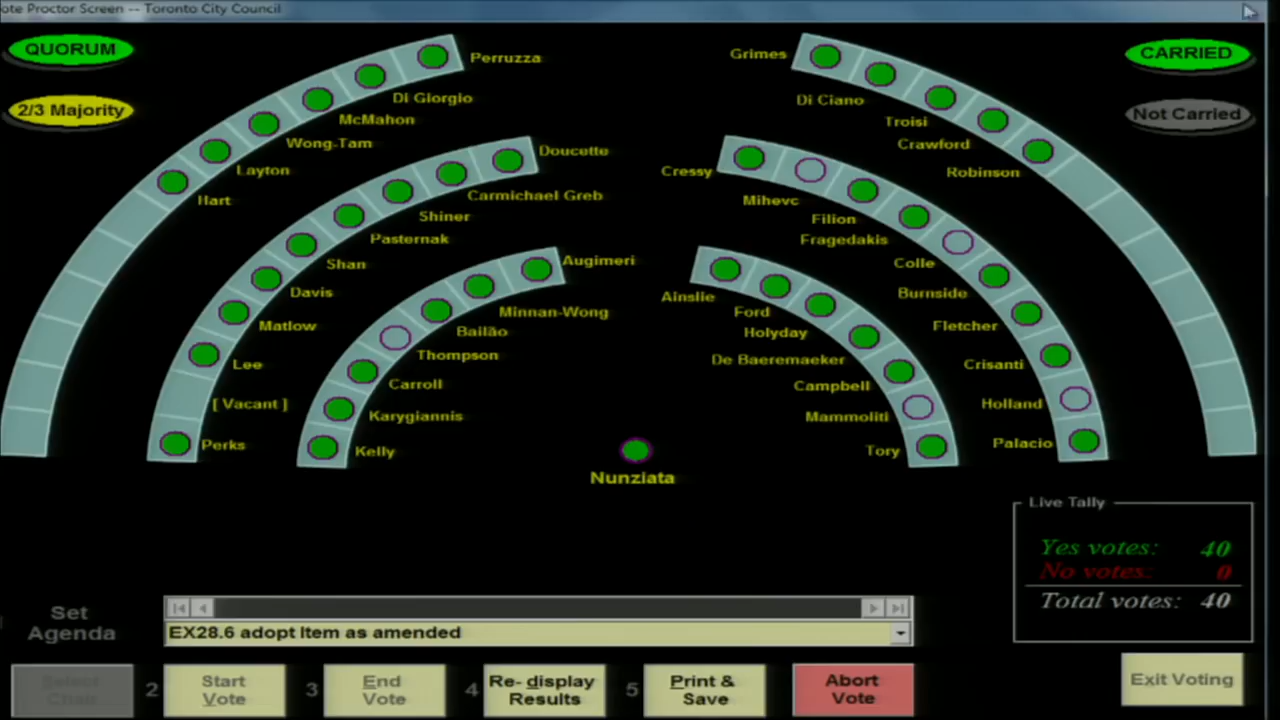 ote Proctor Screen -- Toronto City Council
QUORUM
2/3 Majority
CARRIED
Not Carried
Perruzza
Di Giorgio
McMahon
Wong-Tam
Layton
Hart
Doucette
Carmichael Greb
Shiner
Pasternak
Shan
Davis
Matlow
Lee
[ Vacant ]
Perks
Augimeri
Minnan-Wong
Bailão
Thompson
Carroll
Karygiannis
Kelly
Grimes
Di Ciano
Troisi
Crawford
Robinson
Cressy
Mihevc
Filion
Fragedakis
Colle
Burnside
Fletcher
Crisanti
Holland
Palacio
Ainslie
Ford
Holyday
De Baeremaeker
Campbell
Mammoliti
Tory
Nunziata
Live Tally
Yes votes: 40
No votes: 0
Total votes: 40
Set
Agenda
EX28.6 adopt Item as amended
Select
Chair
2
Start
Vote
3
End
Vote
4
Re-display
Results
5
Print &
Save
Abort
Vote
Exit Voting